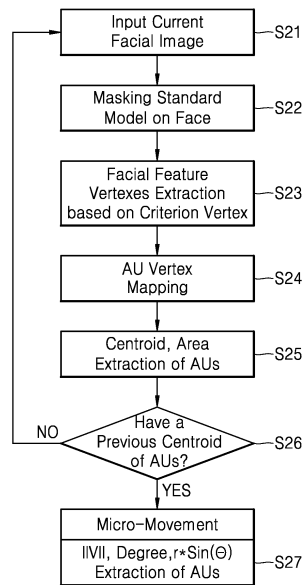 Input Current
Facial Image
S21
Masking Standard
Model on Face
S22
Facial Feature
Vertexes Extraction
based on Criterion Vertex
S23
AU Vertex
Mapping
S24
Centroid, Area
Extraction of AUs
S25
Have a
Previous Centroid
of AUs?
S26
NO
YES
Micro-Movement
||V||, Degree,r*Sin(Θ)
Extraction of AUs
S27